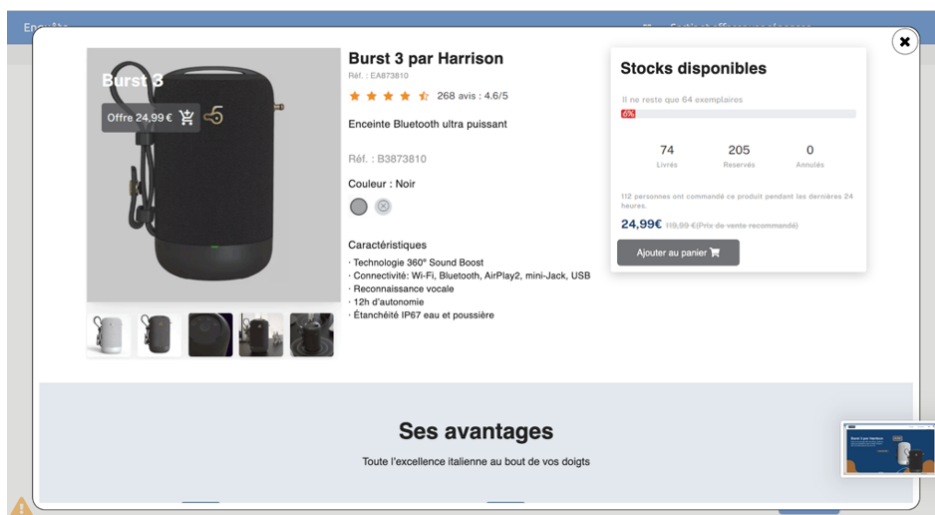 Burst 3
Offre 24,99 €
Burst 3 par Harrison
Réf. : EA873810
268 avis : 4.6/5
Enceinte Bluetooth ultra puissant
Réf. : B3873810
Couleur : Noir
Caractéristiques
· Technologie 360° Sound Boost
· Connectivité: Wi-Fi, Bluetooth, AirPlay2, mini-Jack, USB
· Reconnaissance vocale
· 12h d'autonomie
· Étanchéité IP67 eau et poussière
Stocks disponibles
Il ne reste que 64 exemplaires
6%
74 205 0
Livrés Reservés Annulés
112 personnes ont commandé ce produit pendant les dernières 24
heures.
24,99€ 119,99 €(Prix de vente recommandé)
Ajouter au panier
Ses avantages
Toute l'excellence italienne au bout de vos doigts